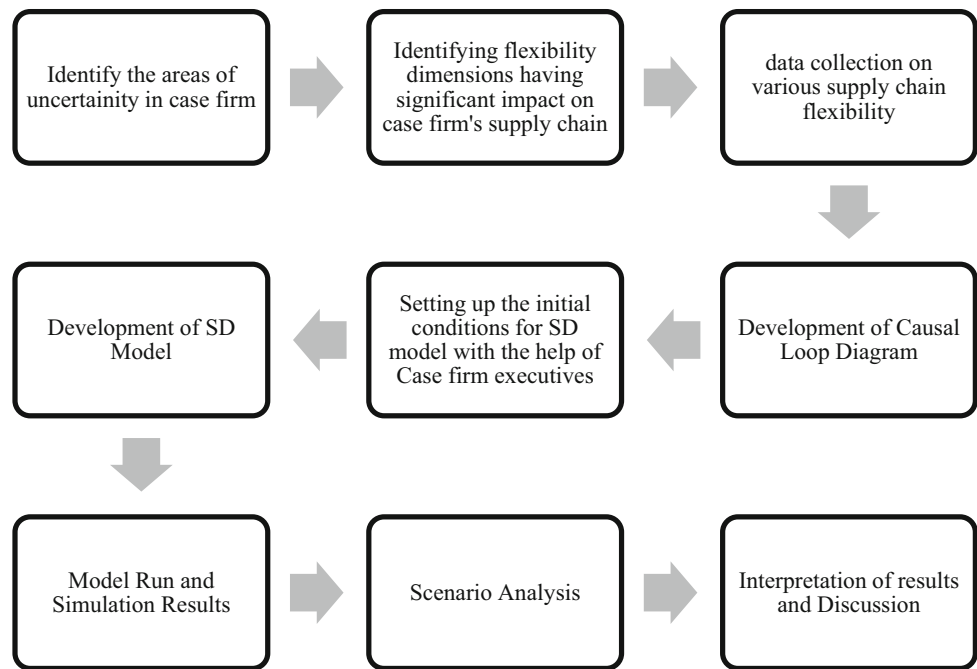 Identify the areas of
uncertainity in case firm
Identifying flexibility
dimensions having
significant impact on
case firm's supply chain
data collection on
various supply chain
flexibility
Development of Causal
Loop Diagram
Setting up the initial
conditions for SD
model with the help of
Case firm executives
Development of SD
Model
Model Run and
Simulation Results
Scenario Analysis
Interpretation of results
and Discussion